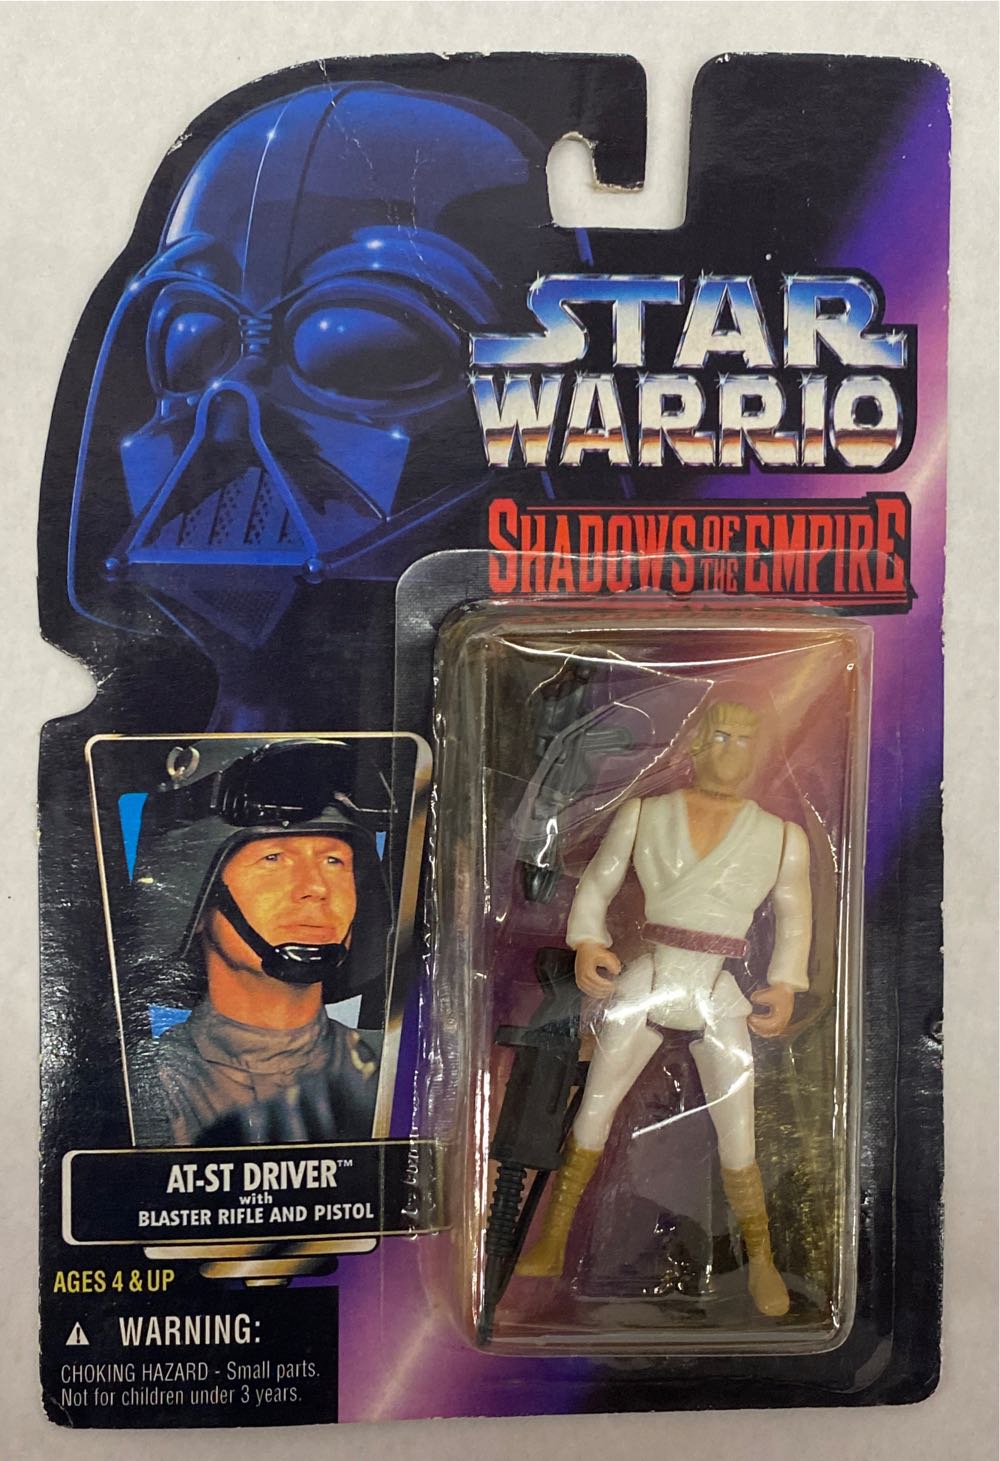 STAR
WARRIO
SHADOWS OF THE EMPIRE
AT-ST DRIVER™
with
BLASTER RIFLE AND PISTOL
AGES 4 & UP
⚠ WARNING:
CHOKING HAZARD - Small parts.
Not for children under 3 years.